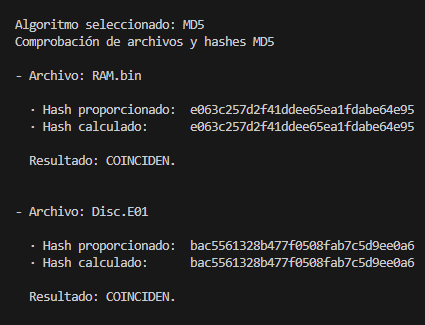 Algoritmo seleccionado: MD5
Comprobación de archivos y hashes MD5
- Archivo: RAM.bin
· Hash proporcionado: e063c257d2f41ddee65ea1fdabe64e95
· Hash calculado: e063c257d2f41ddee65ea1fdabe64e95
Resultado: COINCIDEN.
- Archivo: Disc.E01
· Hash proporcionado: bac5561328b477f0508fab7c5d9ee0a6
· Hash calculado: bac5561328b477f0508fab7c5d9ee0a6
Resultado: COINCIDEN.